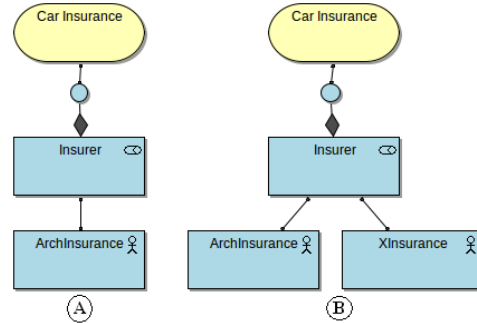 Car Insurance
Insurer
ArchInsurance
A
Car Insurance
Insurer
ArchInsurance
XInsurance
B